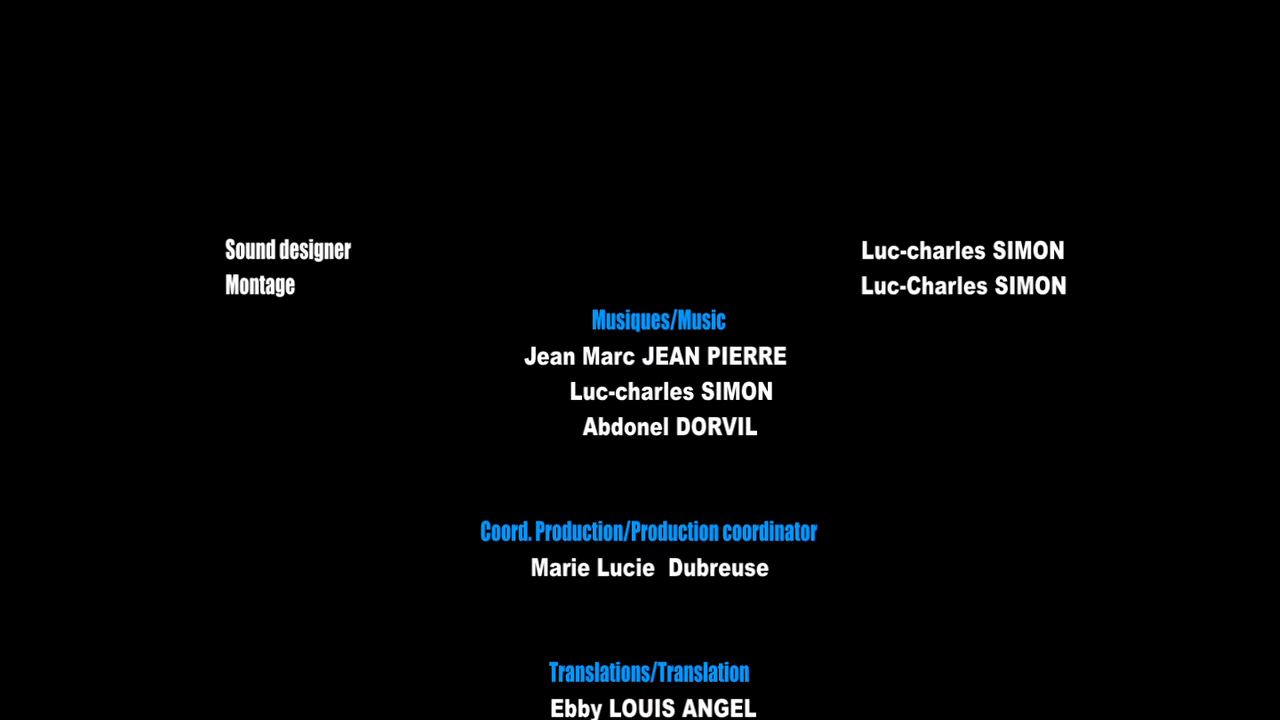 Sound designer Luc-charles SIMON
Montage Luc-Charles SIMON
Musiques/Music
Jean Marc JEAN PIERRE
Luc-charles SIMON
Abdonel DORVIL
Coord. Production/Production coordinator
Marie Lucie Dubreuse
Translations/Translation
Ebby LOUIS ANGEL